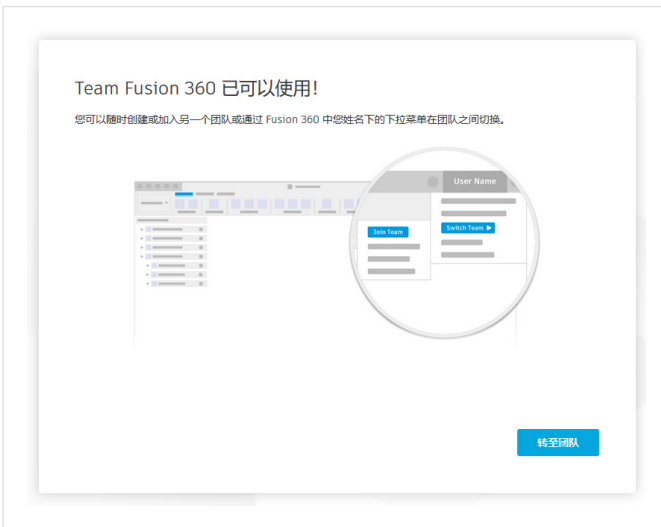 Team Fusion 360 已可以使用！
您可以随时创建或加入另一个团队或通过 Fusion 360 中您姓名下的下拉菜单在团队之间切换。
User Name
Join Team
Switch Team ▶
转至团队